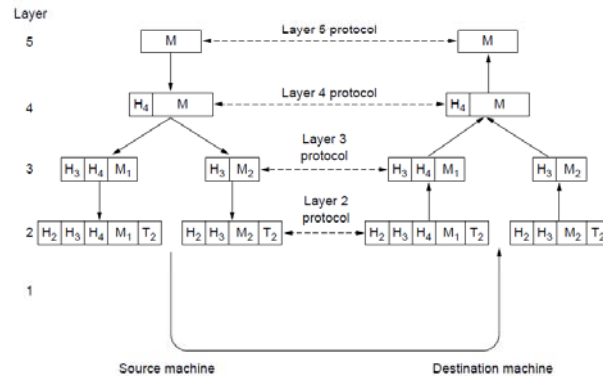 Layer
5 M Layer 5 protocol M
4 H4 M Layer 4 protocol H4 M
Layer 3
protocol
3 H3 H4 M1 H3 M2 H3 H4 M1 H3 M2
Layer 2
protocol
2 H2 H3 H4 M1 T2 H2 H3 M2 T2 H2 H3 H4 M1 T2 H2 H3 M2 T2
1
Source machine Destination machine